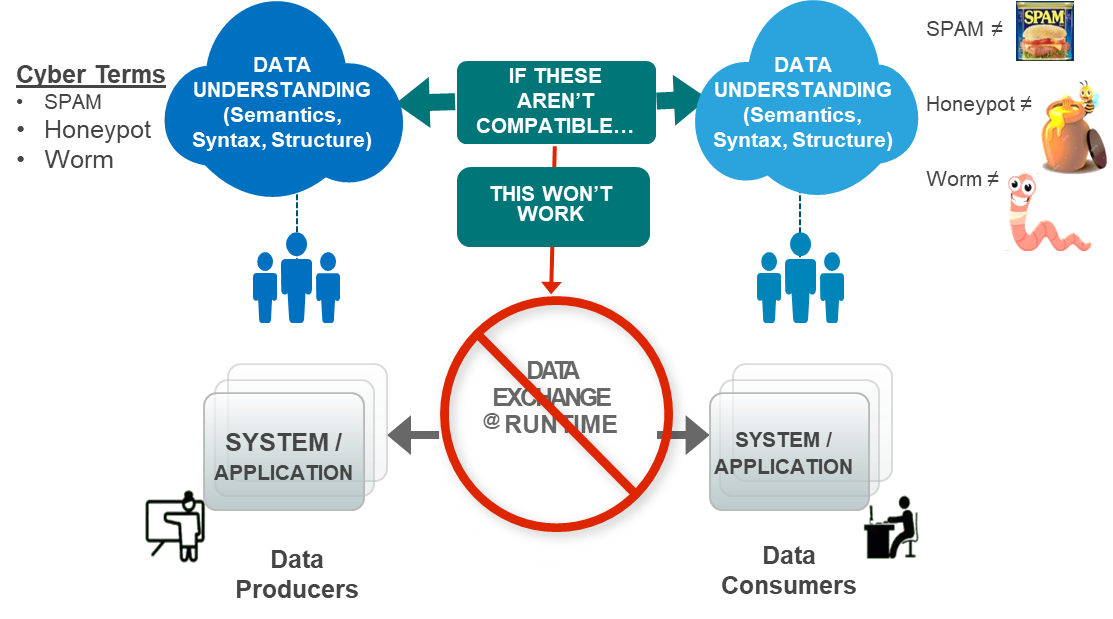 Cyber Terms
• SPAM
• Honeypot
• Worm
DATA
UNDERSTANDING
(Semantics,
Syntax, Structure)
IF THESE
AREN'T
COMPATIBLE…
THIS WON'T
WORK
DATA
UNDERSTANDING
(Semantics,
Syntax, Structure)
SPAM ≠
SPAM
Honeypot ≠
Worm ≠
DATA
EXCHANGE
@ RUNTIME
SYSTEM /
APPLICATION
SYSTEM /
APPLICATION
Data
Producers
Data
Consumers